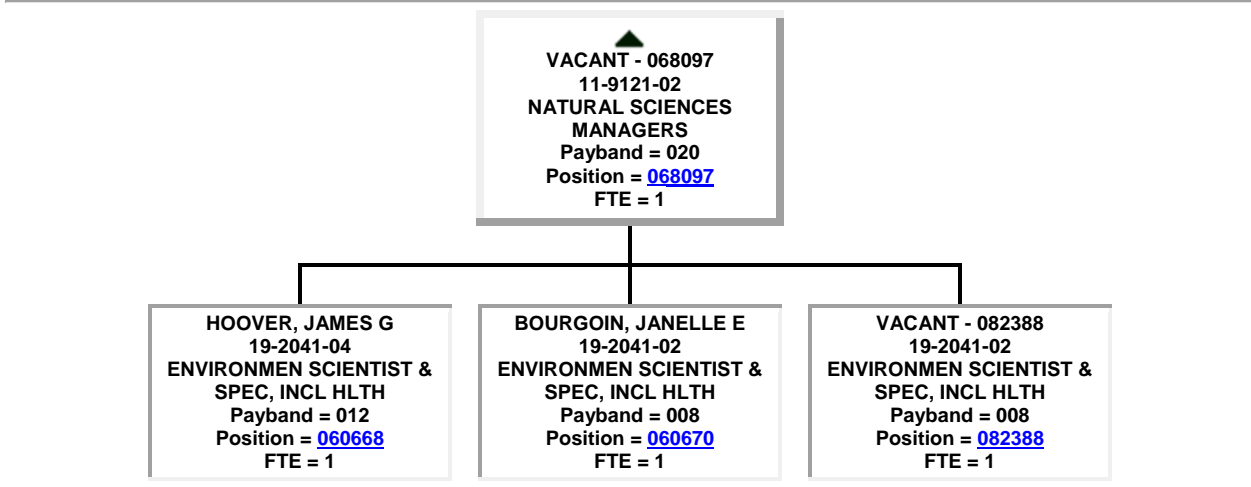 VACANT - 068097
11-9121-02
NATURAL SCIENCES
MANAGERS
Payband = 020
Position = 068097
FTE = 1
HOOVER, JAMES G
19-2041-04
ENVIRONMEN SCIENTIST &
SPEC, INCL HLTH
Payband = 012
Position = 060668
FTE = 1
BOURGOIN, JANELLE E
19-2041-02
ENVIRONMEN SCIENTIST &
SPEC, INCL HLTH
Payband = 008
Position = 060670
FTE = 1
VACANT - 082388
19-2041-02
ENVIRONMEN SCIENTIST &
SPEC, INCL HLTH
Payband = 008
Position = 082388
FTE = 1